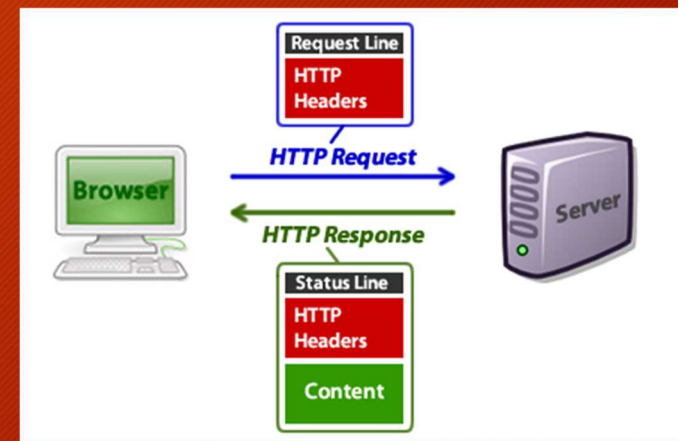 Request Line
HTTP
Headers
HTTP Request
Browser
Server
HTTP Response
Status Line
HTTP
Headers
Content